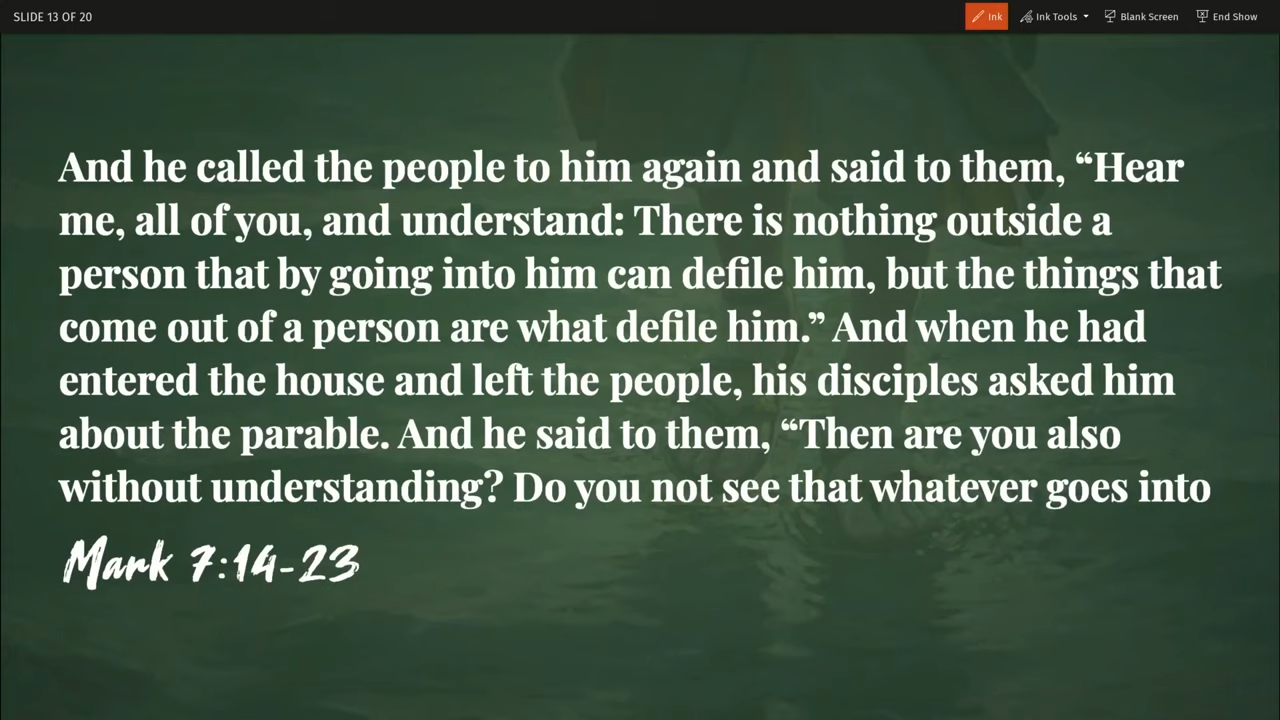 SLIDE 13 OF 20
Ink
Ink Tools
Blank Screen
End Show
And he called the people to him again and said to them, “Hear
me, all of you, and understand: There is nothing outside a
person that by going into him can defile him, but the things that
come out of a person are what defile him.” And when he had
entered the house and left the people, his disciples asked him
about the parable. And he said to them, “Then are you also
without understanding? Do you not see that whatever goes into
Mark 7:14-23